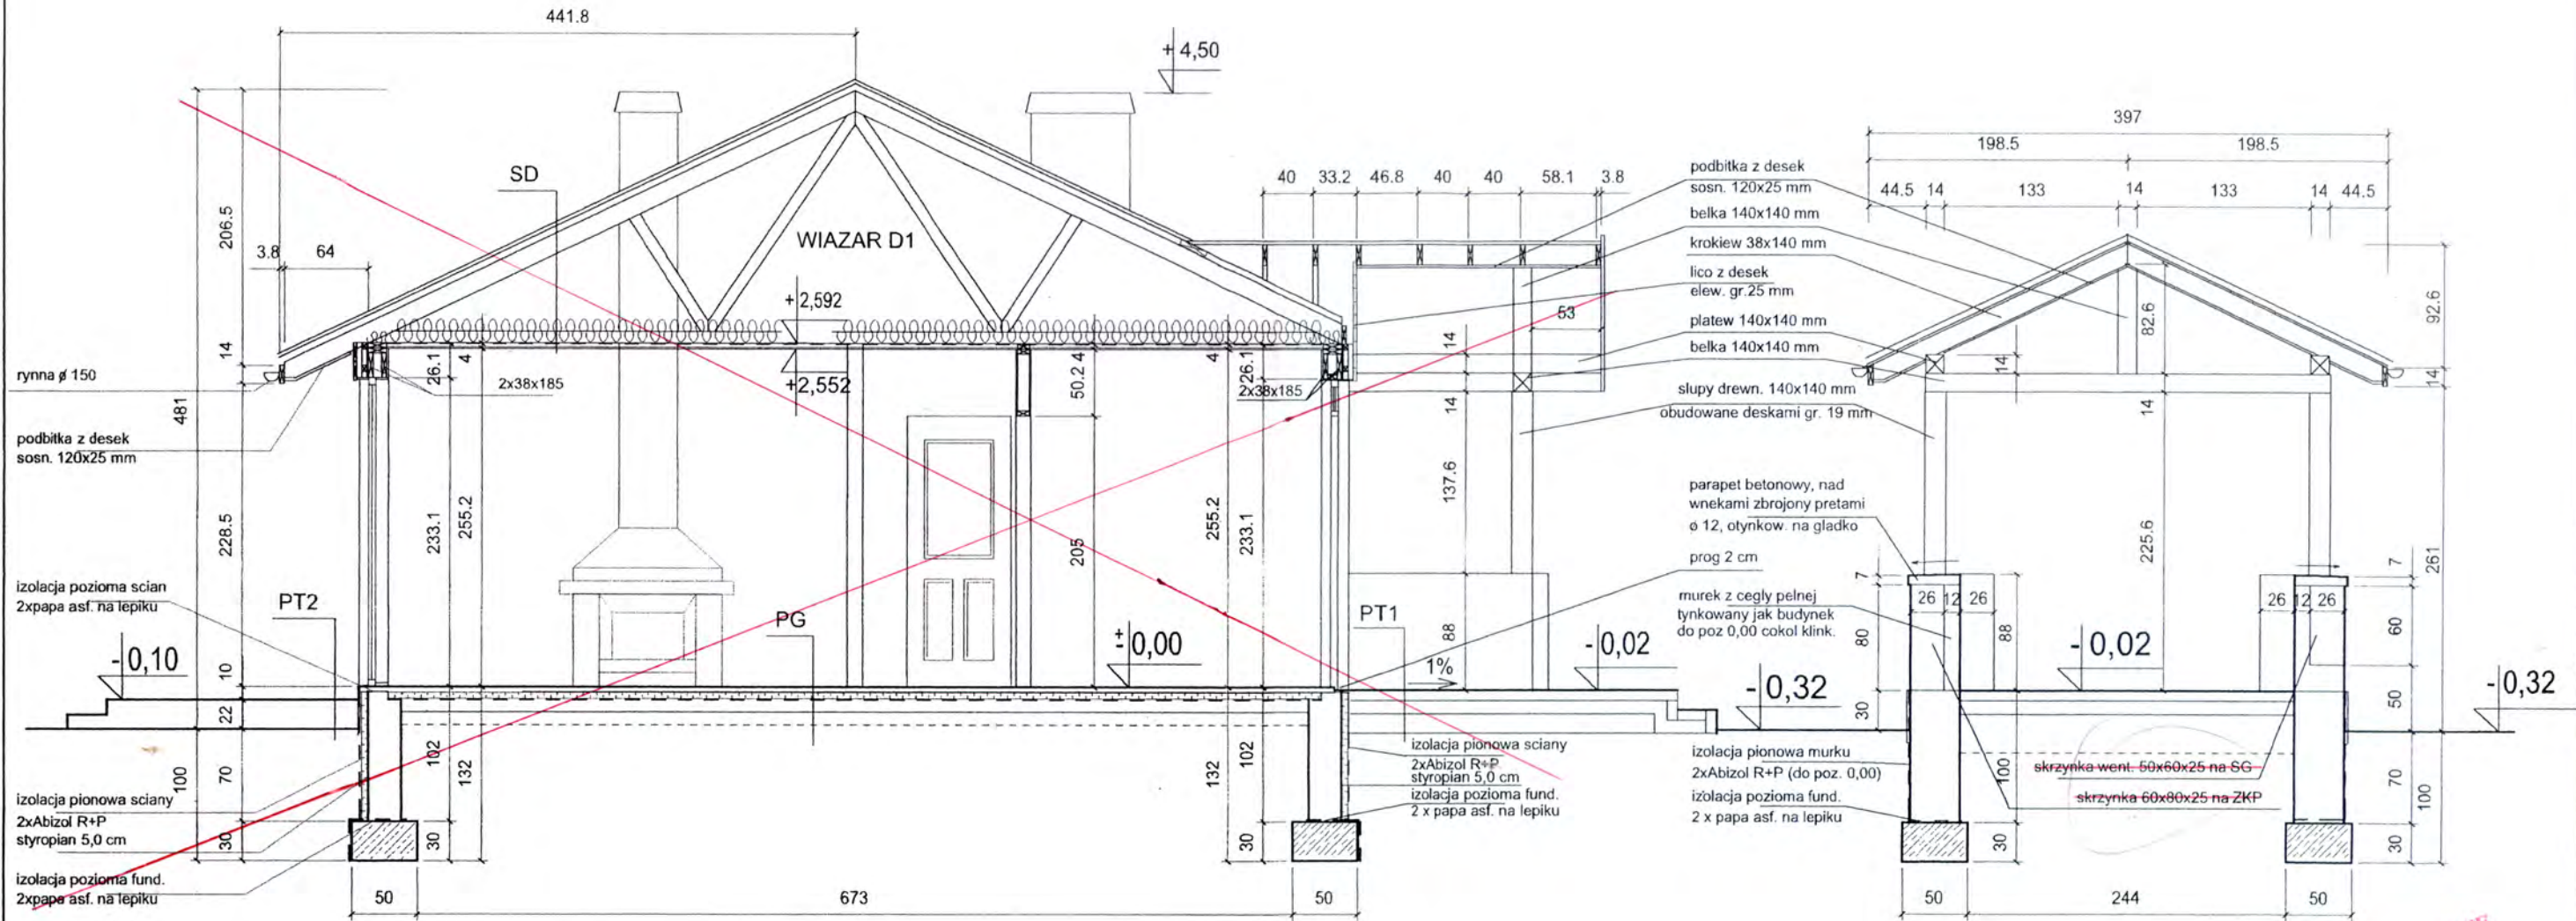 441.8
+ 4,50
397
198.5 198.5
44.5 14 133 14 133 14 44.5
40 33.2 46.8 40 40 58.1 3.8
SD
WIAZAR D1
206.5
3.8 64
14
+2,592
+2,552
26.1
4
2x38x185
50.2 4
4
26.1
2x38x185
14
53
14
podbitka z desek
sosn. 120x25 mm
belka 140x140 mm
krokiew 38x140 mm
lico z desek
elew. gr.25 mm
platew 140x140 mm
belka 140x140 mm
slupy drewn. 140x140 mm
obudowane deskami gr. 19 mm
82.6
92.6
14
14
14
rynna ø 150
481
podbitka z desek
sosn. 120x25 mm
228.5
233.1
255.2
205
255.2
233.1
137.6
225.6
261
parapet betonowy, nad
wnekami zbrojony pretami
ø 12, otynkow. na gladko
prog 2 cm
murek z cegly pelnej
tynkowany jak budynek
do poz 0,00 cokol klink.
7
26 12 26
80
88
30
7
26 12 26
60
50
izolacja pozioma scian
2xpapa asf. na lepiku
PT2
PG
PT1
88
- 0,10
± 0,00
1%
- 0,02
- 0,32
- 0,02
- 0,32
10
22
100
70
30
102
132
30
132
102
30
izolacja pionowa sciany
2xAbizol R+P
styropian 5,0 cm
izolacja pozioma fund.
2 x papa asf. na lepiku
izolacja pionowa murku
2xAbizol R+P (do poz. 0,00)
izolacja pozioma fund.
2 x papa asf. na lepiku
100
30
skrzynka went. 50x60x25 na SG
skrzynka 60x80x25 na ZKP
70
100
30
izolacja pionowa sciany
2xAbizol R+P
styropian 5,0 cm
izolacja pozioma fund.
2xpapa asf. na lepiku
50 673 50
50 244 50